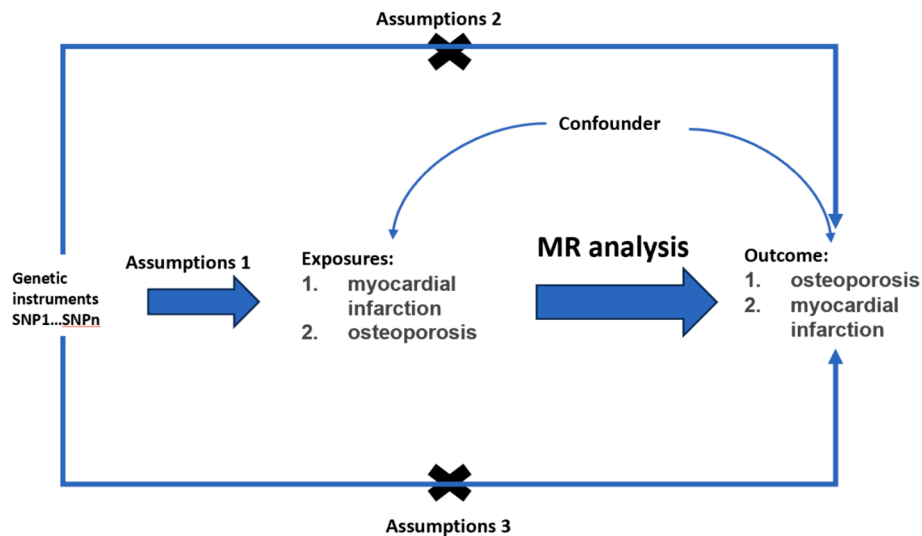 Assumptions 2
Confounder
MR analysis
Assumptions 1
Exposures:
1. myocardial
infarction
2. osteoporosis
Outcome:
1. osteoporosis
2. myocardial
infarction
Genetic
instruments
SNP1...SNPn
Assumptions 3